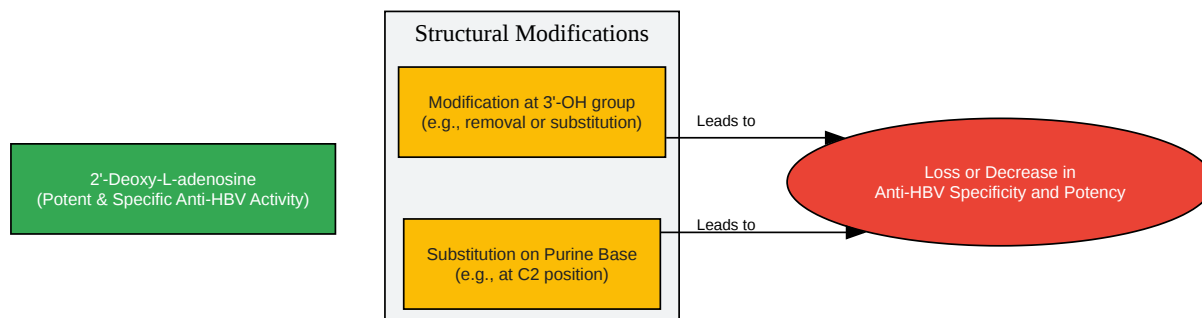 Structural Modifications
2'-Deoxy-L-adenosine
(Potent & Specific Anti-HBV Activity)
Modification at 3'-OH group
(e.g., removal or substitution)
Leads to
Substitution on Purine Base
(e.g., at C2 position)
Leads to
Loss or Decrease in
Anti-HBV Specificity and Potency